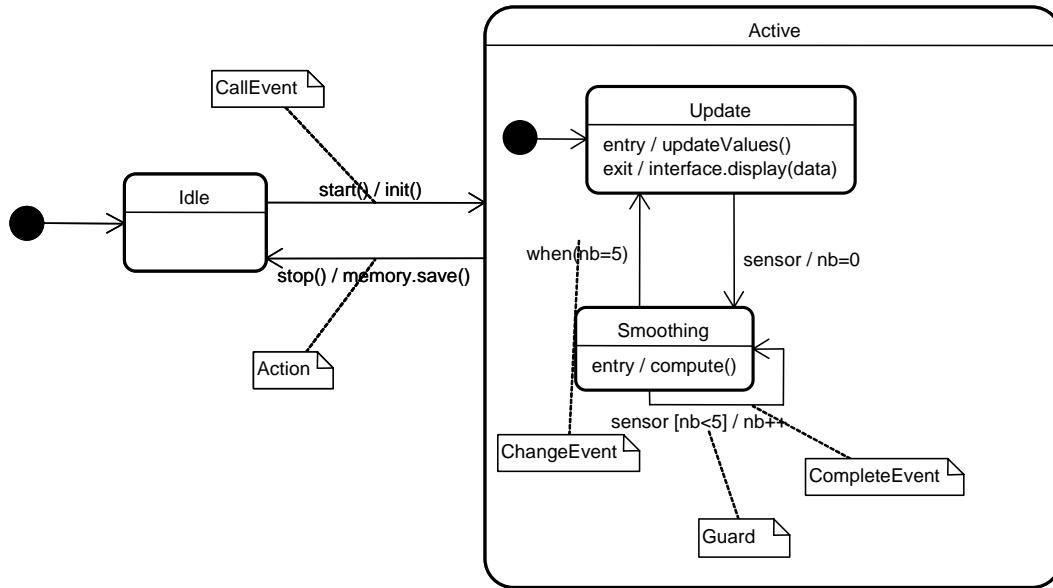 Active
CallEvent
Update
entry / updateValues()
exit / interface.display(data)
Idle
start() / init()
when(nb=5)
sensor / nb=0
stop() / memory.save()
Smoothing
entry / compute()
Action
sensor [nb<5] / nb++
ChangeEvent
CompleteEvent
Guard